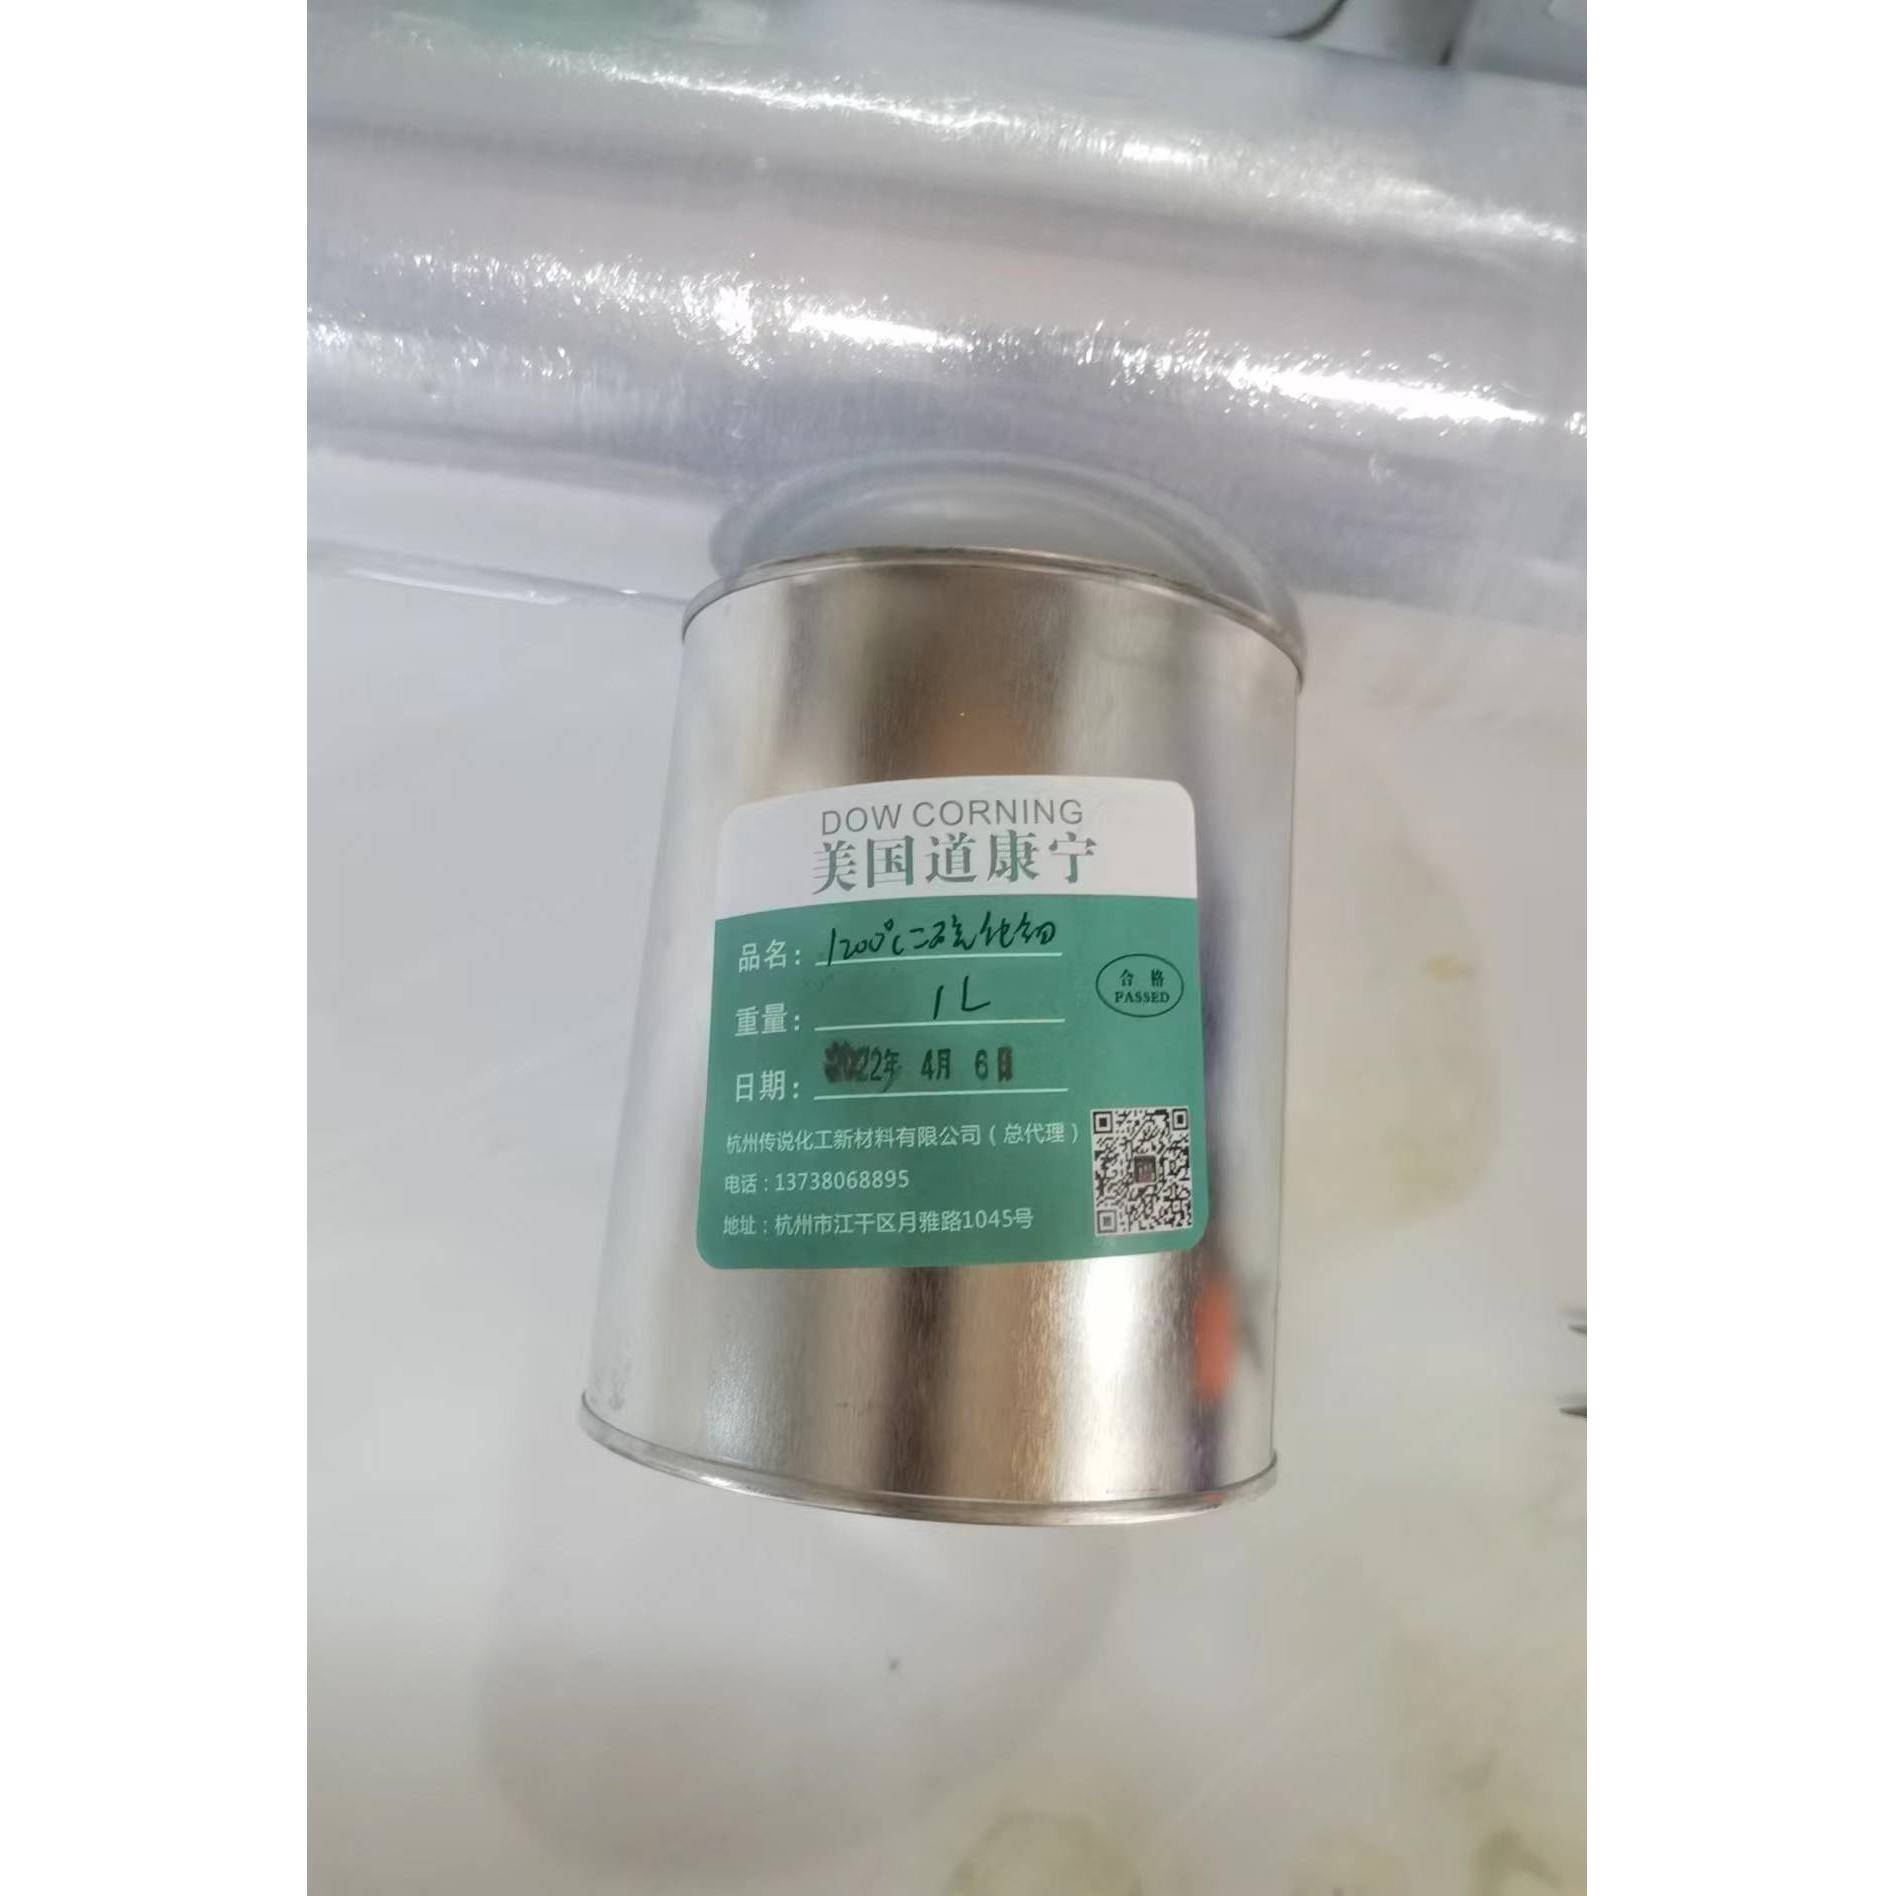 DOW CORNING
美国道康宁
品名: 1200℃二硫化钼
重量: 1L
合格
PASSED
日期: 2022年 4月 6日
杭州传说化工新材料有限公司(总代理)
电话:13738068895
地址:杭州市江干区月雅路1045号